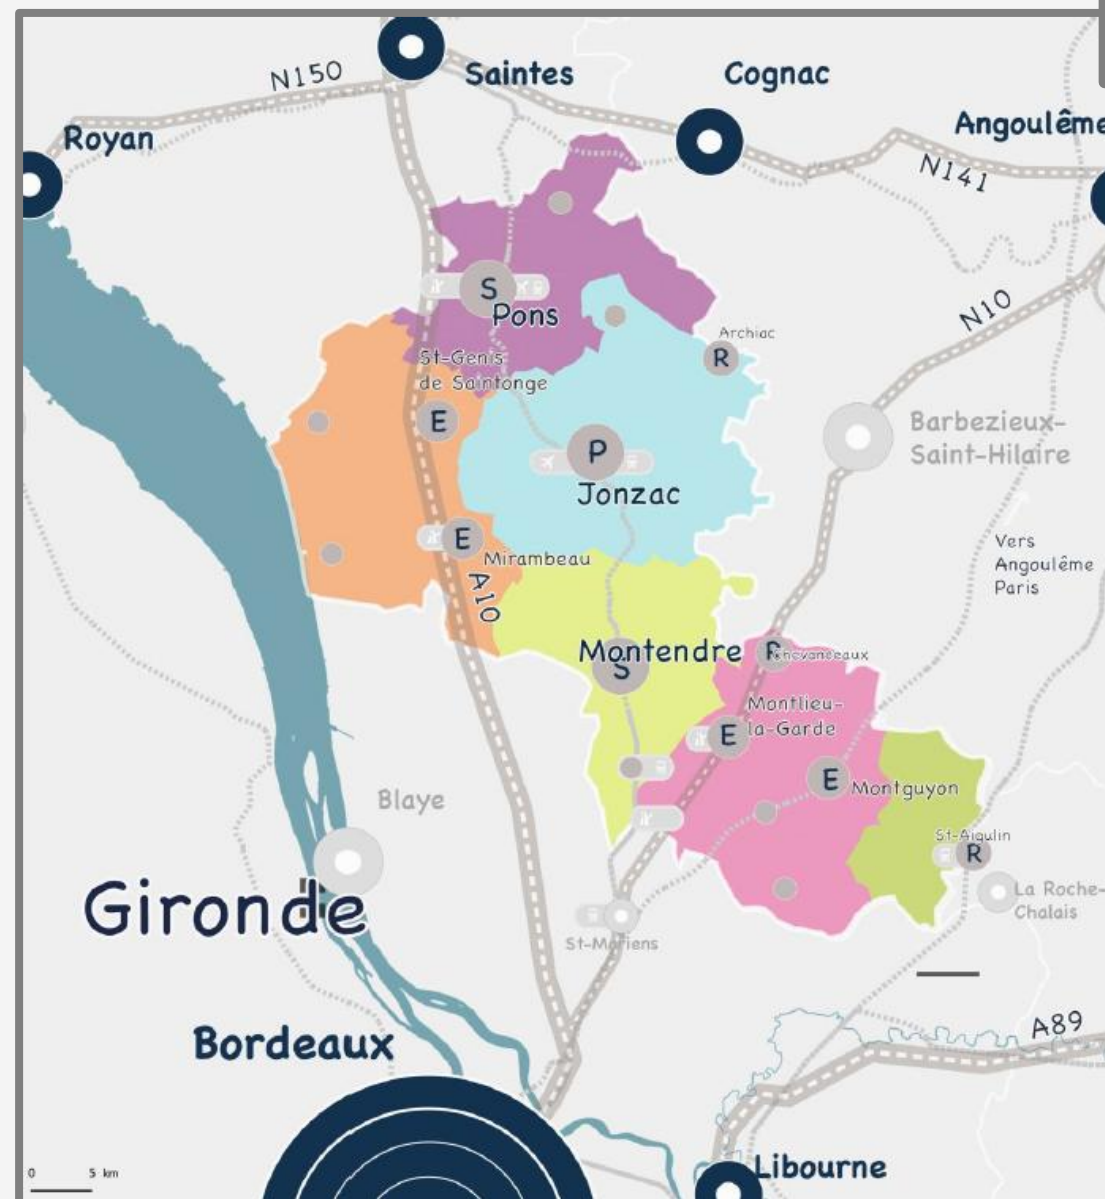 Saintes
Cognac
N150
Royan
Angoulême
N141
S
Pons
N10
Archiac
R
St-Genis
de Saintonge
E
Barbezieux-
Saint-Hilaire
P
Jonzac
E
Mirambeau
A10
Vers
Angoulême
Paris
Montendre
S
R
Chevanceaux
Montlieu-
la-Garde
E
E
Montguyon
Blaye
St-Aigulin
R
Gironde
La Roche-
Chalais
St-Mariens
Bordeaux
A89
Libourne
0 5 km